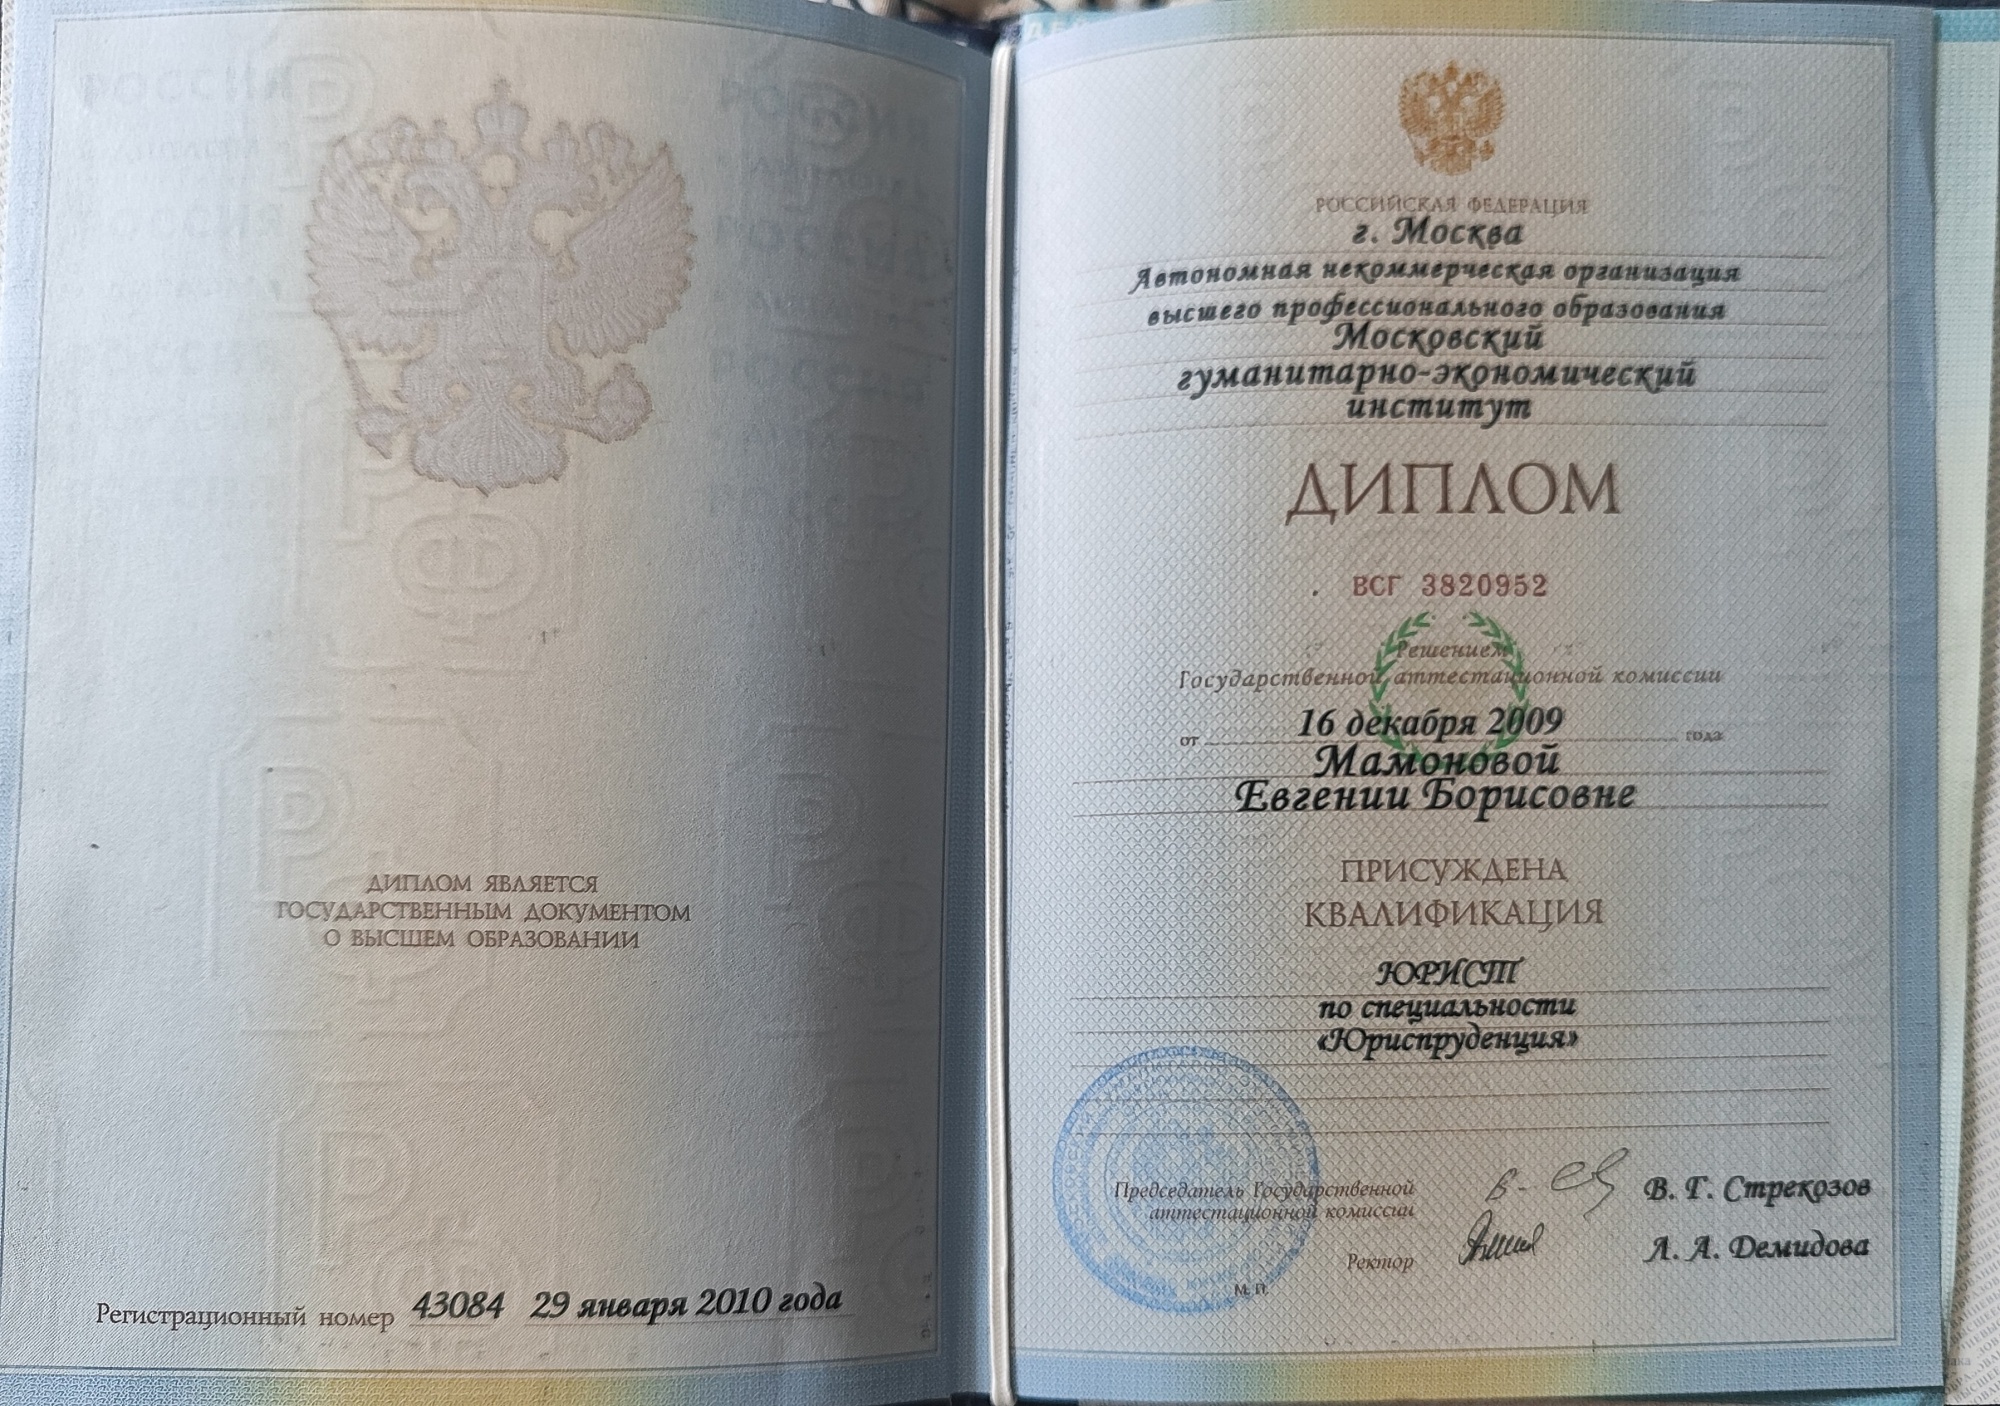 ДИПЛОМ ЯВЛЯЕТСЯ
ГОСУДАРСТВЕННЫМ ДОКУМЕНТОМ
О ВЫСШЕМ ОБРАЗОВАНИИ
Регистрационный номер 43084 29 января 2010 года
РОССИЙСКАЯ ФЕДЕРАЦИЯ
г. Москва
Автономная некоммерческая организация
высшего профессионального образования
Московский
гуманитарно-экономический
институт
ДИПЛОМ
ВСГ 3820952
Решением
Государственной аттестационной комиссии
от 16 декабря 2009 года
Мамоновой
Евгении Борисовне
ПРИСУЖДЕНА
КВАЛИФИКАЦИЯ
ЮРИСТ
по специальности
«Юриспруденция»
Председатель Государственной
аттестационной комиссии
В. Г. Стрекозов
Ректор
Л. А. Демидова
М. П.